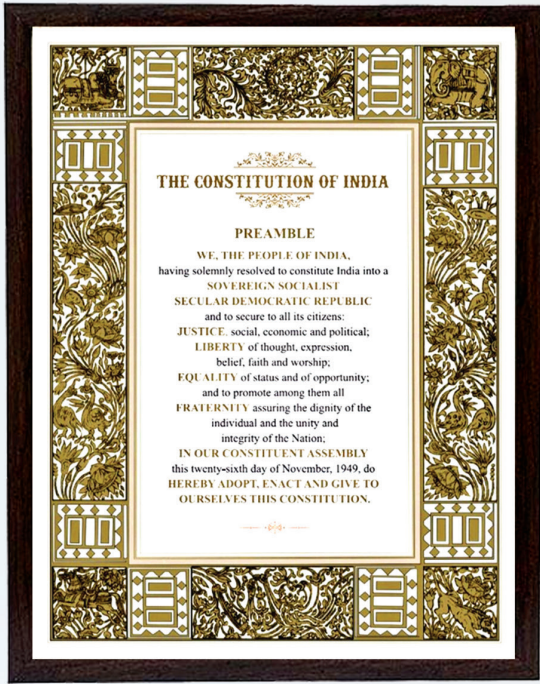 THE CONSTITUTION OF INDIA
PREAMBLE
WE, THE PEOPLE OF INDIA,
having solemnly resolved to constitute India into a
SOVEREIGN SOCIALIST
SECULAR DEMOCRATIC REPUBLIC
and to secure to all its citizens:
JUSTICE, social, economic and political;
LIBERTY of thought, expression,
belief, faith and worship;
EQUALITY of status and of opportunity;
and to promote among them all
FRATERNITY assuring the dignity of the
individual and the unity and
integrity of the Nation;
IN OUR CONSTITUENT ASSEMBLY
this twenty-sixth day of November, 1949, do
HEREBY ADOPT, ENACT AND GIVE TO
OURSELVES THIS CONSTITUTION.